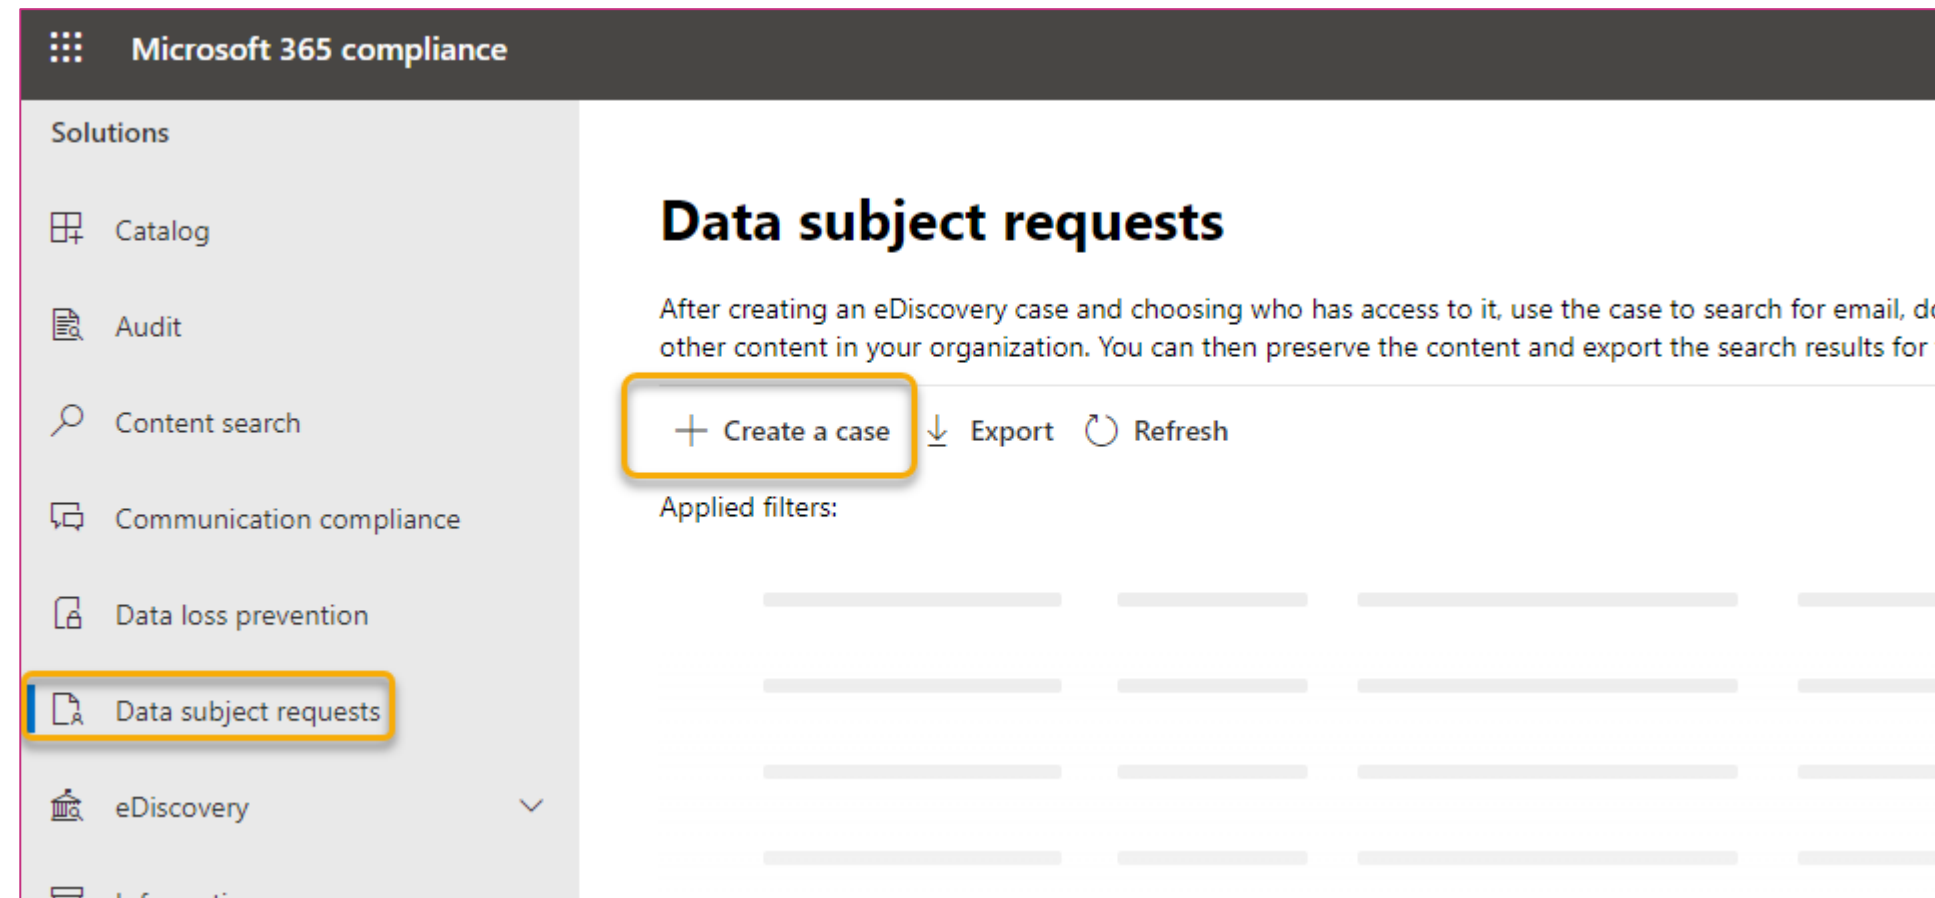 Microsoft 365 compliance
Solutions
Catalog
Audit
Content search
Communication compliance
Data loss prevention
Data subject requests
eDiscovery
Data subject requests
After creating an eDiscovery case and choosing who has access to it, use the case to search for email,
other content in your organization. You can then preserve the content and export the search results for
Create a case
Export
Refresh
Applied filters: